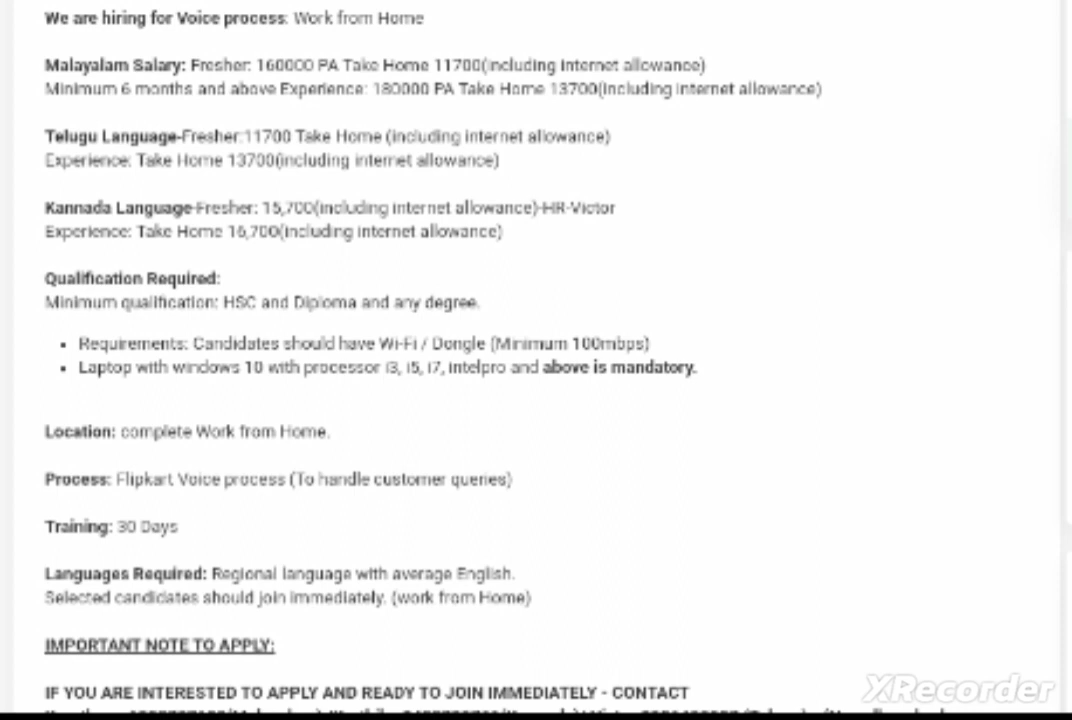 We are hiring for Voice process: Work from Home
Malayalam Salary: Fresher: 160000 PA Take Home 11700(including internet allowance)
Minimum 6 months and above Experience: 180000 PA Take Home 13700(including internet allowance)
Telugu Language-Fresher:11700 Take Home (including internet allowance)
Experience: Take Home 13700(including internet allowance)
Kannada Language-Fresher: 15,700(including internet allowance)-HR-Victor
Experience: Take Home 16,700(including internet allowance)
Qualification Required:
Minimum qualification: HSC and Diploma and any degree.
• Requirements: Candidates should have Wi-Fi / Dongle (Minimum 100mbps)
• Laptop with windows 10 with processor i3, i5, i7, intelpro and above is mandatory.
Location: complete Work from Home.
Process: Flipkart Voice process (To handle customer queries)
Training: 30 Days
Languages Required: Regional language with average English.
Selected candidates should join immediately. (work from Home)
IMPORTANT NOTE TO APPLY:
IF YOU ARE INTERESTED TO APPLY AND READY TO JOIN IMMEDIATELY - CONTACT
XRecorder